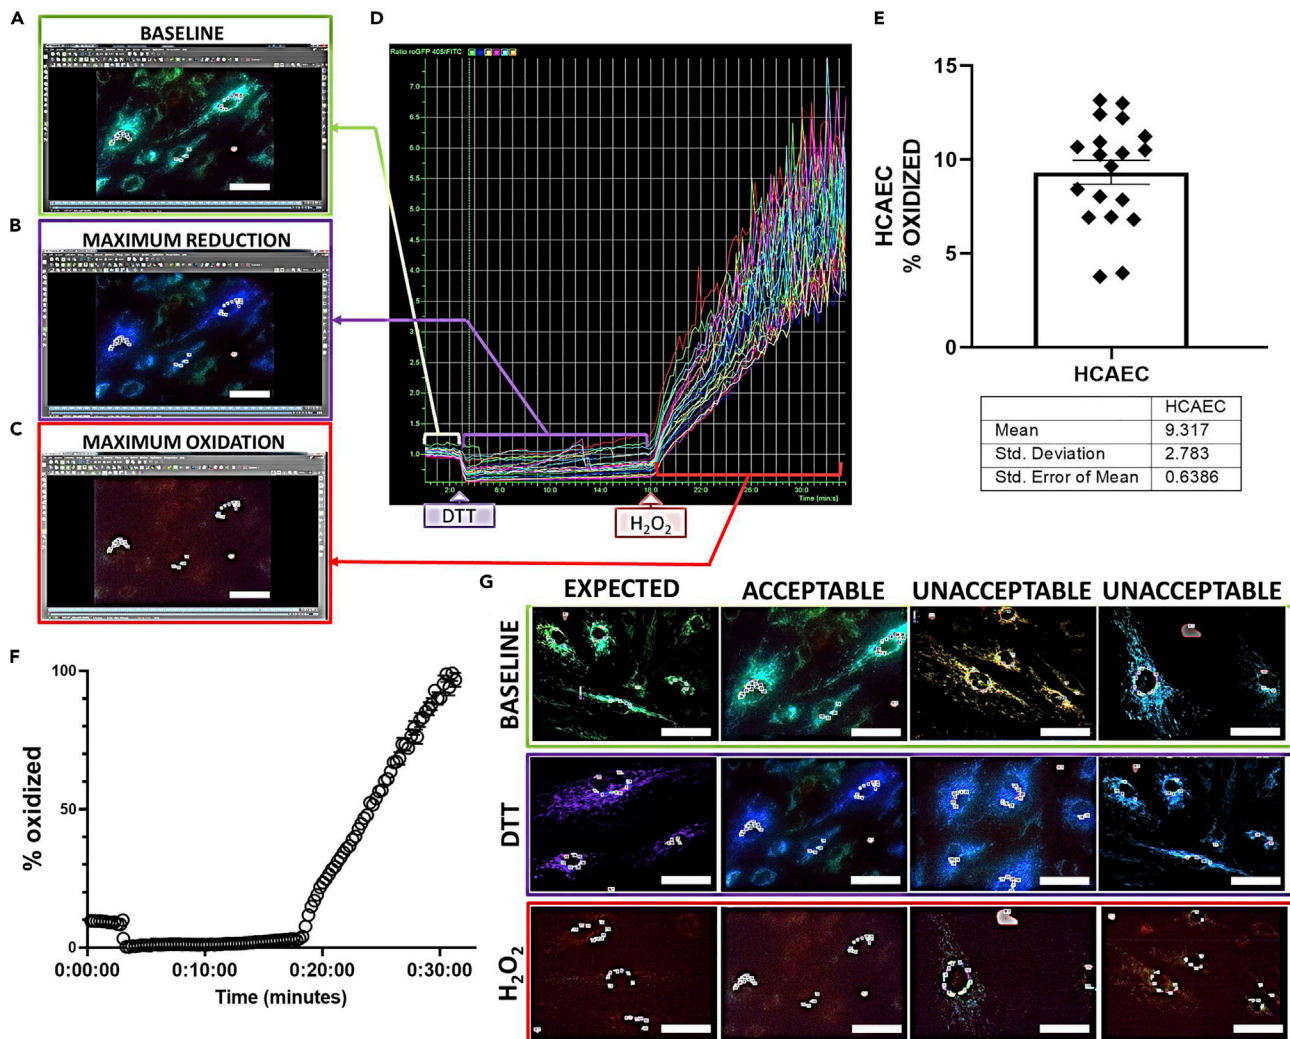 A
BASELINE
B
MAXIMUM REDUCTION
C
MAXIMUM OXIDATION
D
Ratio roGFP 405/FITC
7.0
6.5
6.0
5.5
5.0
4.5
4.0
3.5
3.0
2.5
2.0
1.5
1.0
2:0
6:0
10:0
14:0
18:0
22:0
26:0
30:0
Time [min:s]
DTT
H₂O₂
E
HCAEC
% OXIDIZED
15
10
5
0
HCAEC
HCAEC
Mean 9.317
Std. Deviation 2.783
Std. Error of Mean 0.6386
F
% oxidized
100
50
0
0:00:00 0:10:00 0:20:00 0:30:00
Time (minutes)
G
EXPECTED ACCEPTABLE UNACCEPTABLE UNACCEPTABLE
BASELINE
DTT
H₂O₂